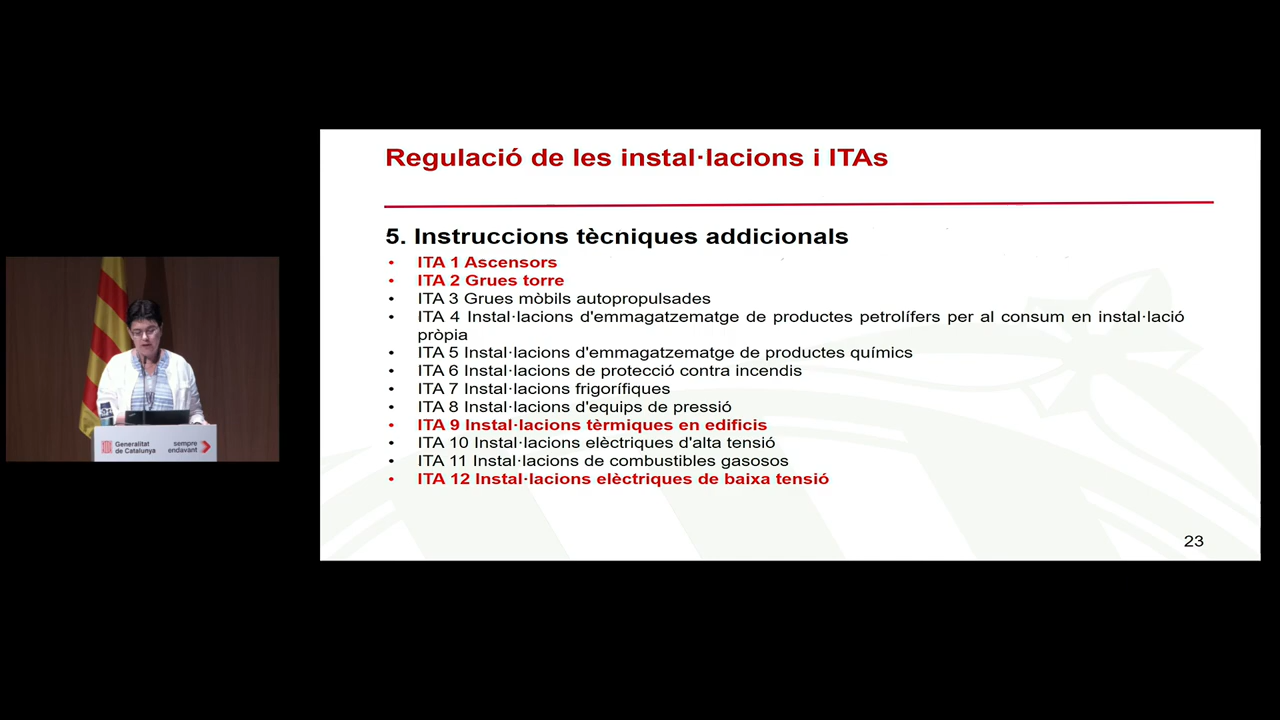 Regulació de les instal·lacions i ITAs
5. Instruccions tècniques addicionals
• ITA 1 Ascensors
• ITA 2 Grues torre
• ITA 3 Grues mòbils autopropulsades
• ITA 4 Instal·lacions d'emmagatzematge de productes petrolífers per al consum en instal·lació
pròpia
• ITA 5 Instal·lacions d'emmagatzematge de productes químics
• ITA 6 Instal·lacions de protecció contra incendis
• ITA 7 Instal·lacions frigorífiques
• ITA 8 Instal·lacions d'equips de pressió
• ITA 9 Instal·lacions tèrmiques en edificis
• ITA 10 Instal·lacions elèctriques d'alta tensió
• ITA 11 Instal·lacions de combustibles gasosos
• ITA 12 Instal·lacions elèctriques de baixa tensió
23
Generalitat
de Catalunya
sempre
endavant